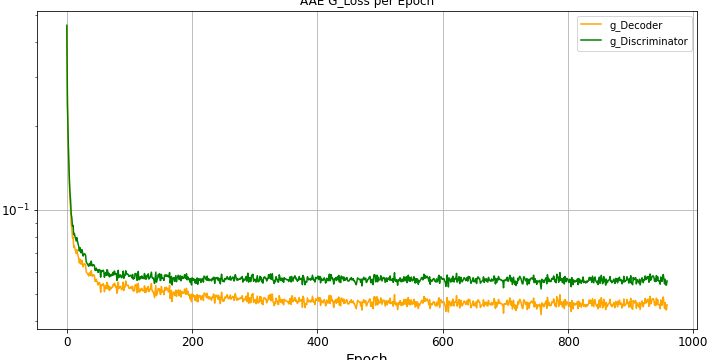 AAE G_Loss per Epoch
g_Decoder
g_Discriminator
10⁻¹
0 200 400 600 800 1000
Epoch